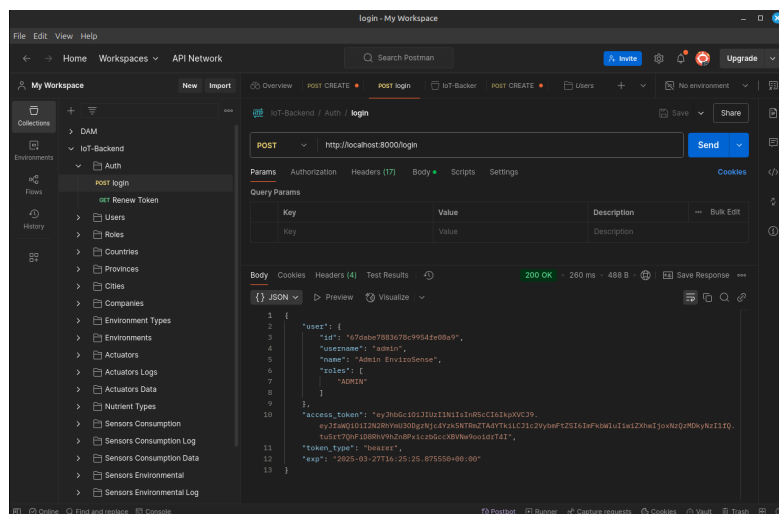 login - My Workspace
File Edit View Help
Home Workspaces API Network Search Postman Invite Upgrade
My Workspace New Import Overview POST CREATE POST login IoT-Backer POST CREATE Users No environment
Collections
Environments
Flows
History
DAM
IoT-Backend
Auth
POST login
GET Renew Token
Users
Roles
Countries
Provinces
Cities
Companies
Environment Types
Environments
Actuators
Actuators Logs
Actuators Data
Nutrient Types
Sensors Consumption
Sensors Consumption Log
Sensors Consumption Data
Sensors Environmental
Sensors Environmental Log
IoT-Backend / Auth / login Save Share
POST http://localhost:8000/login Send
Params Authorization Headers (17) Body Scripts Settings Cookies
Query Params
Key Value Description Bulk Edit
Key Value Description
Body Cookies Headers (4) Test Results 200 OK 260 ms 488 B Save Response
{} JSON Preview Visualize
1 {
2 "user": {
3 "id": "67dabe7883678c9954fe08a9",
4 "username": "admin",
5 "name": "Admin EnviroSense",
6 "roles": [
7 "ADMIN"
8 ]
9 },
10 "access_token":
11 "token_type": "bearer",
12 "exp": "2025-03-27T16:25:25.875550+00:00"
13 }
Online Find and replace Console Postbot Runner Capture requests Cookies Vault Trash